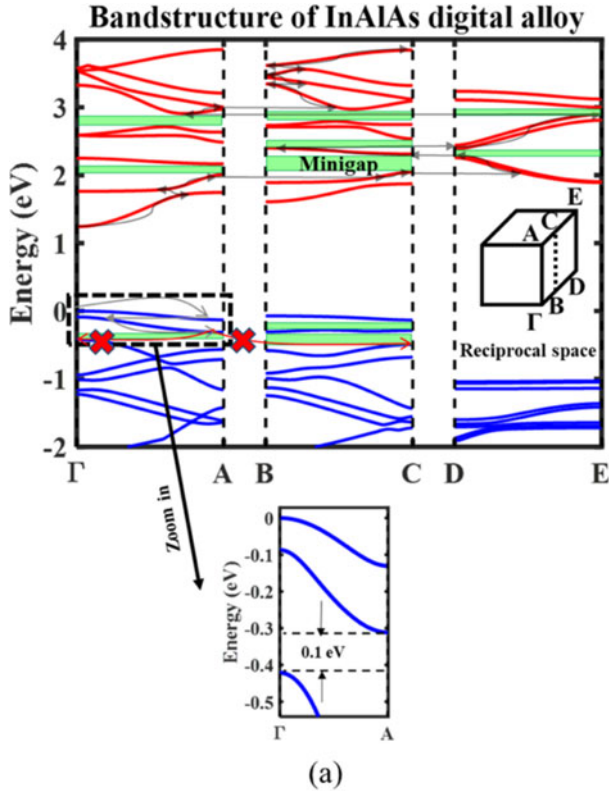 Bandstructure of InAlAs digital alloy
Energy (eV)
4
3
2
1
0
-1
-2
Minigap
E
C
A
D
B
Γ
Reciprocal space
Γ
A
B
C
D
E
Zoom in
Energy (eV)
0
-0.1
-0.2
-0.3
-0.4
-0.5
0.1 eV
Γ
A
(a)